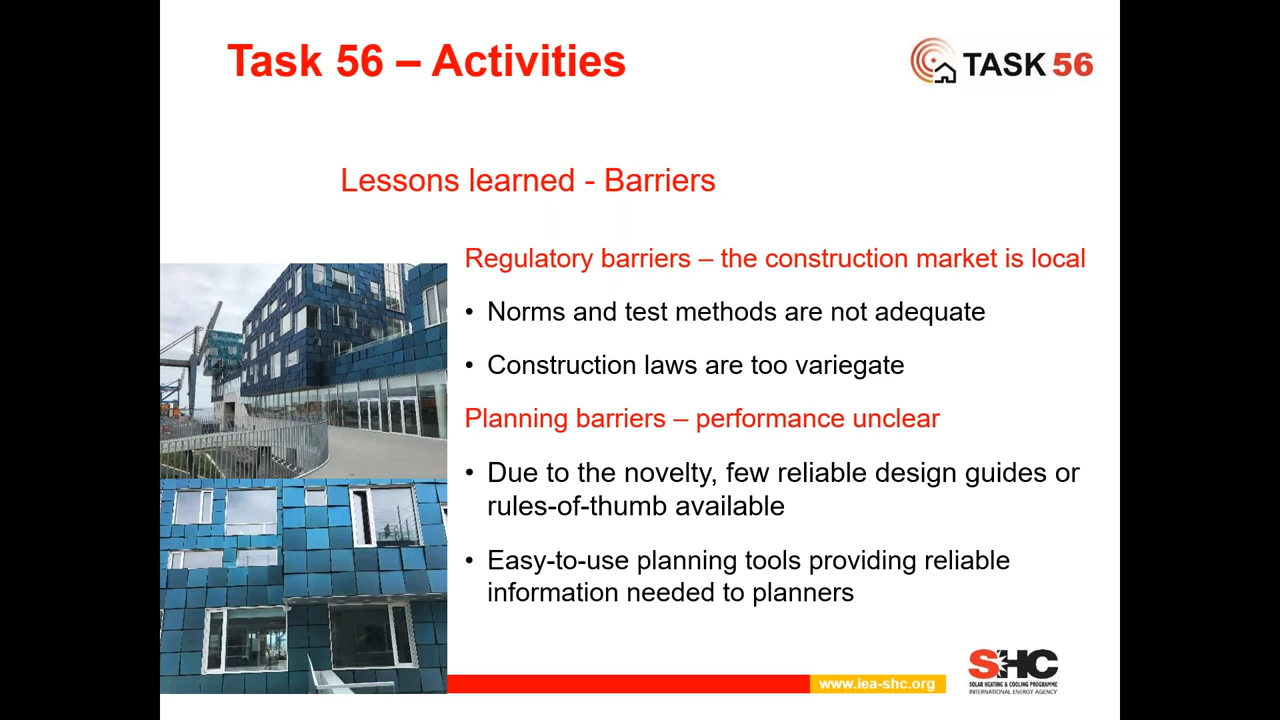 Task 56 – Activities
TASK 56
Lessons learned - Barriers
Regulatory barriers – the construction market is local
• Norms and test methods are not adequate
• Construction laws are too variegate
Planning barriers – performance unclear
• Due to the novelty, few reliable design guides or
rules-of-thumb available
• Easy-to-use planning tools providing reliable
information needed to planners
www.iea-shc.org
SHC
SOLAR HEATING & COOLING PROGRAMME
INTERNATIONAL ENERGY AGENCY